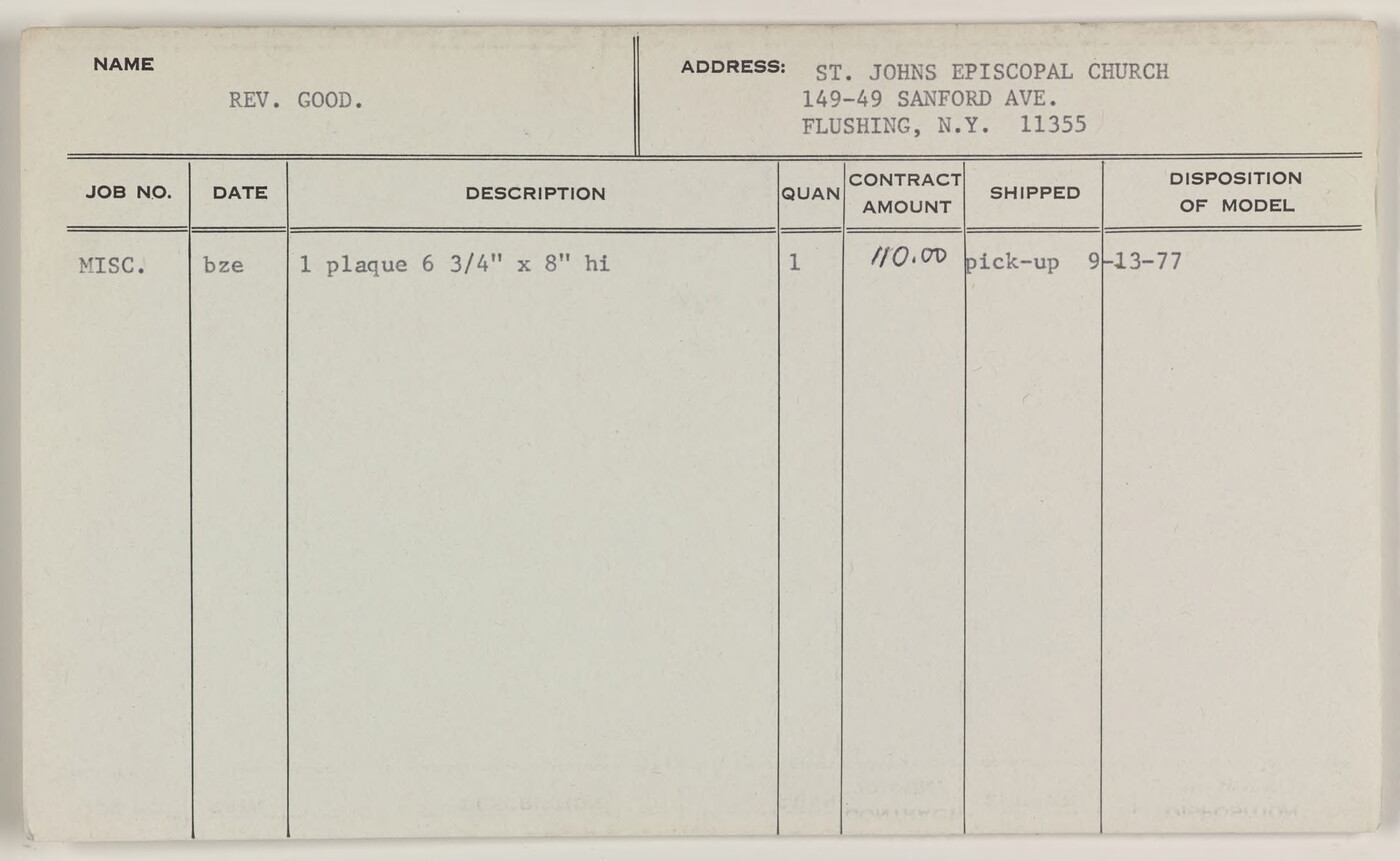 NAME
REV. GOOD.
ADDRESS: ST. JOHNS EPISCOPAL CHURCH
149-49 SANFORD AVE.
FLUSHING, N.Y. 11355
JOB NO. DATE DESCRIPTION QUAN CONTRACT AMOUNT SHIPPED DISPOSITION OF MODEL
MISC. bze 1 plaque 6 3/4" x 8" hi 1 110.00 pick-up 9-13-77